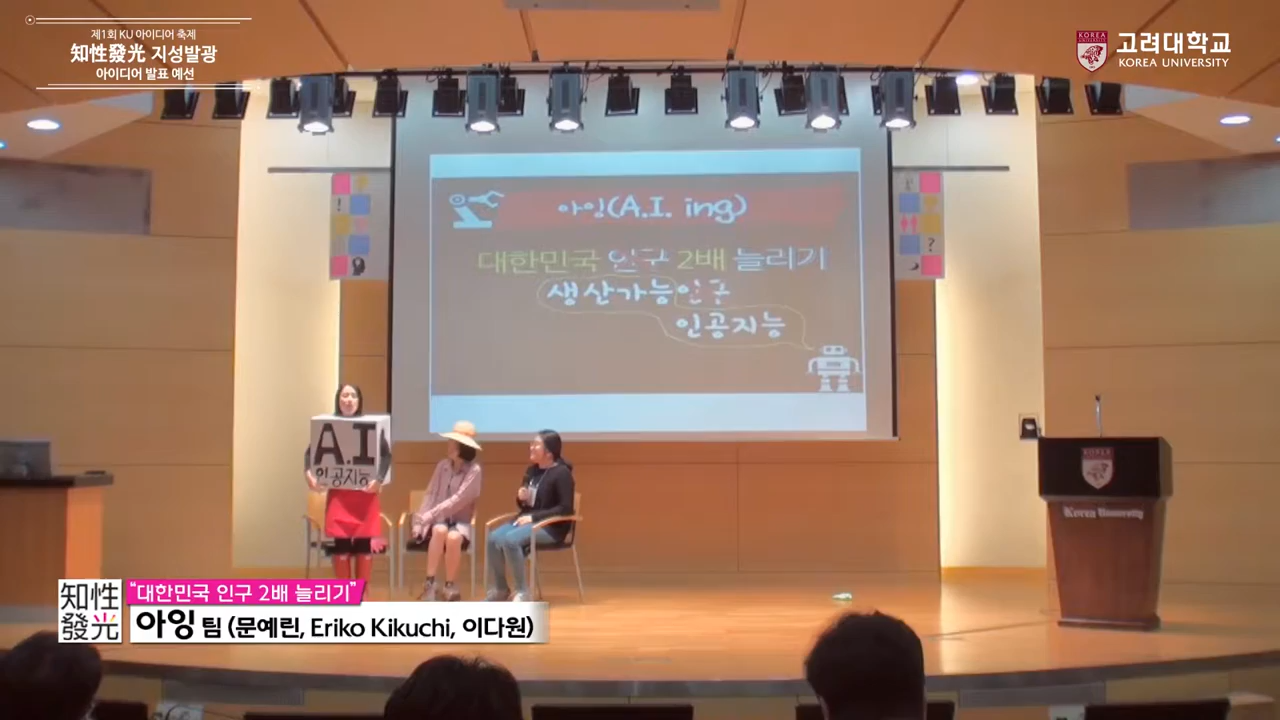 제1회 KU 아이디어 축제
知性發光 지성발광
아이디어 발표 예선
KOREA UNIVERSITY
고려대학교
KOREA UNIVERSITY
아잉(A.I. ing)
대한민국 인구 2배 늘리기
생산가능인구
인공지능
!
?
A.I
인공지능
KOREA
Korea University
知性
發光
“대한민국 인구 2배 늘리기”
아잉 팀 (문예린, Eriko Kikuchi, 이다원)